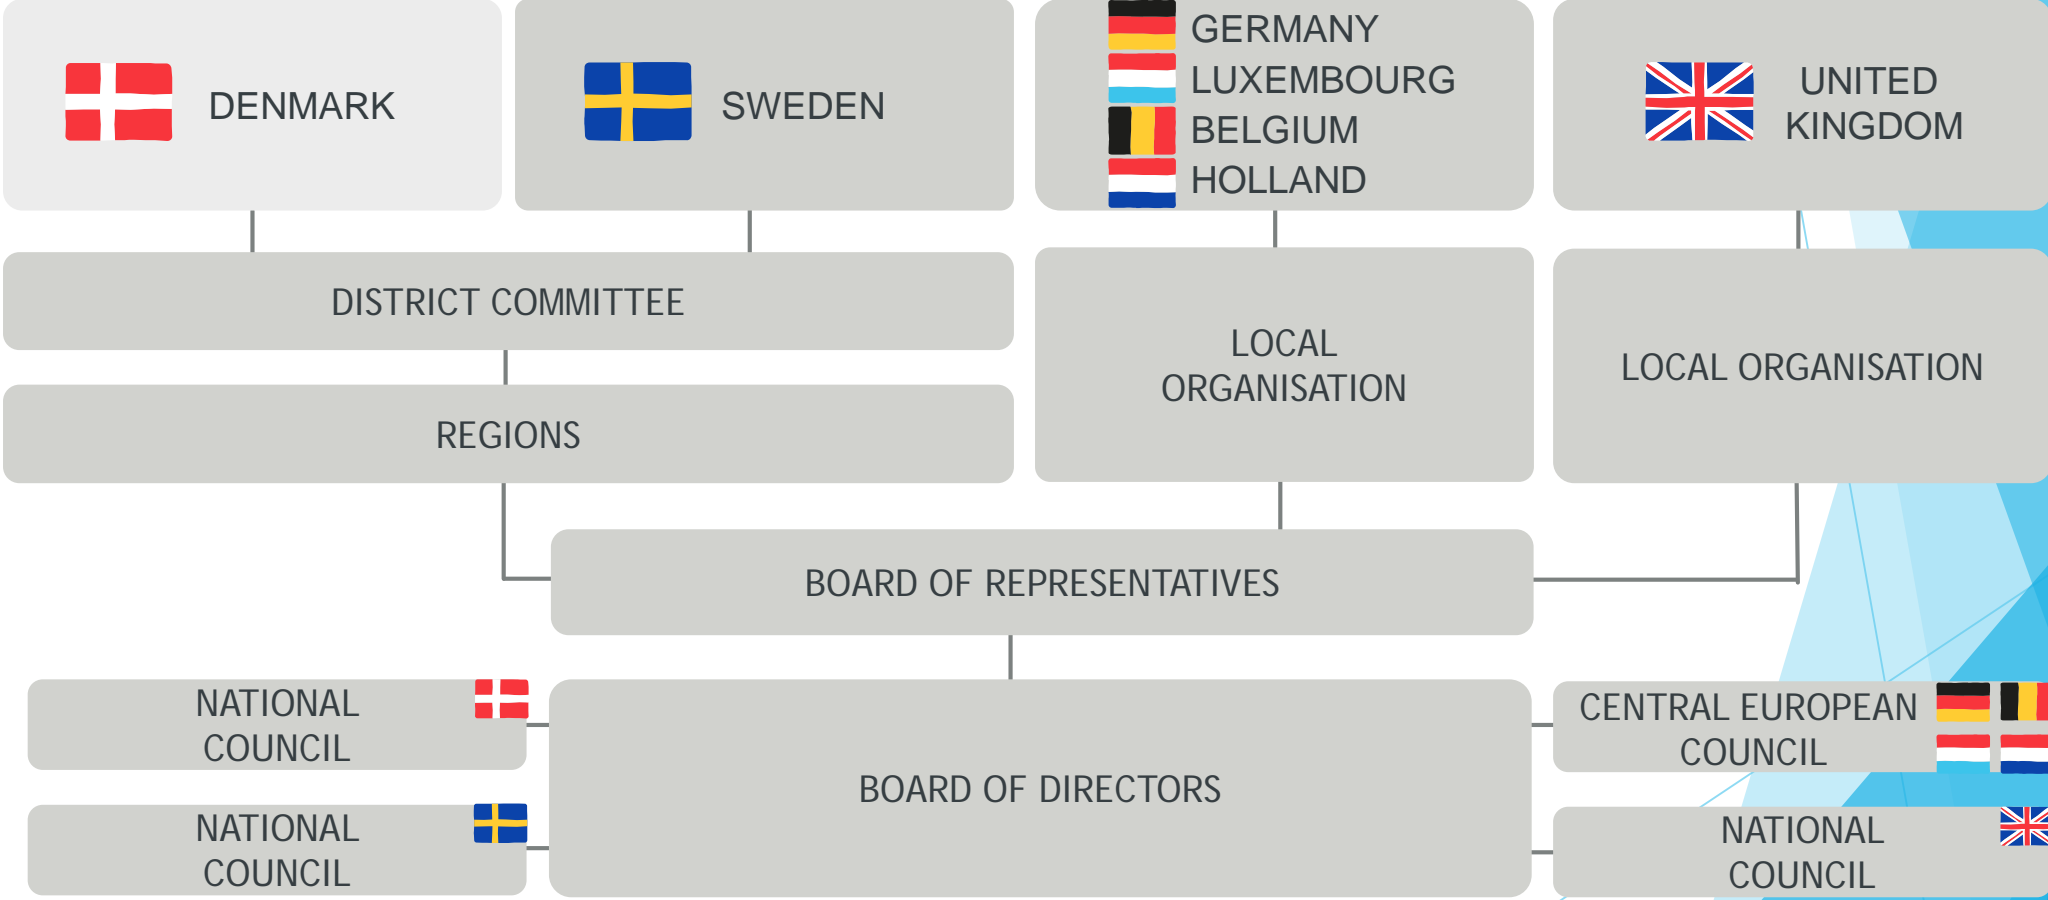 DENMARK
SWEDEN
GERMANY
LUXEMBOURG
BELGIUM
HOLLAND
UNITED
KINGDOM
DISTRICT COMMITTEE
REGIONS
LOCAL
ORGANISATION
LOCAL ORGANISATION
BOARD OF REPRESENTATIVES
NATIONAL
COUNCIL
NATIONAL
COUNCIL
BOARD OF DIRECTORS
CENTRAL EUROPEAN
COUNCIL
NATIONAL
COUNCIL